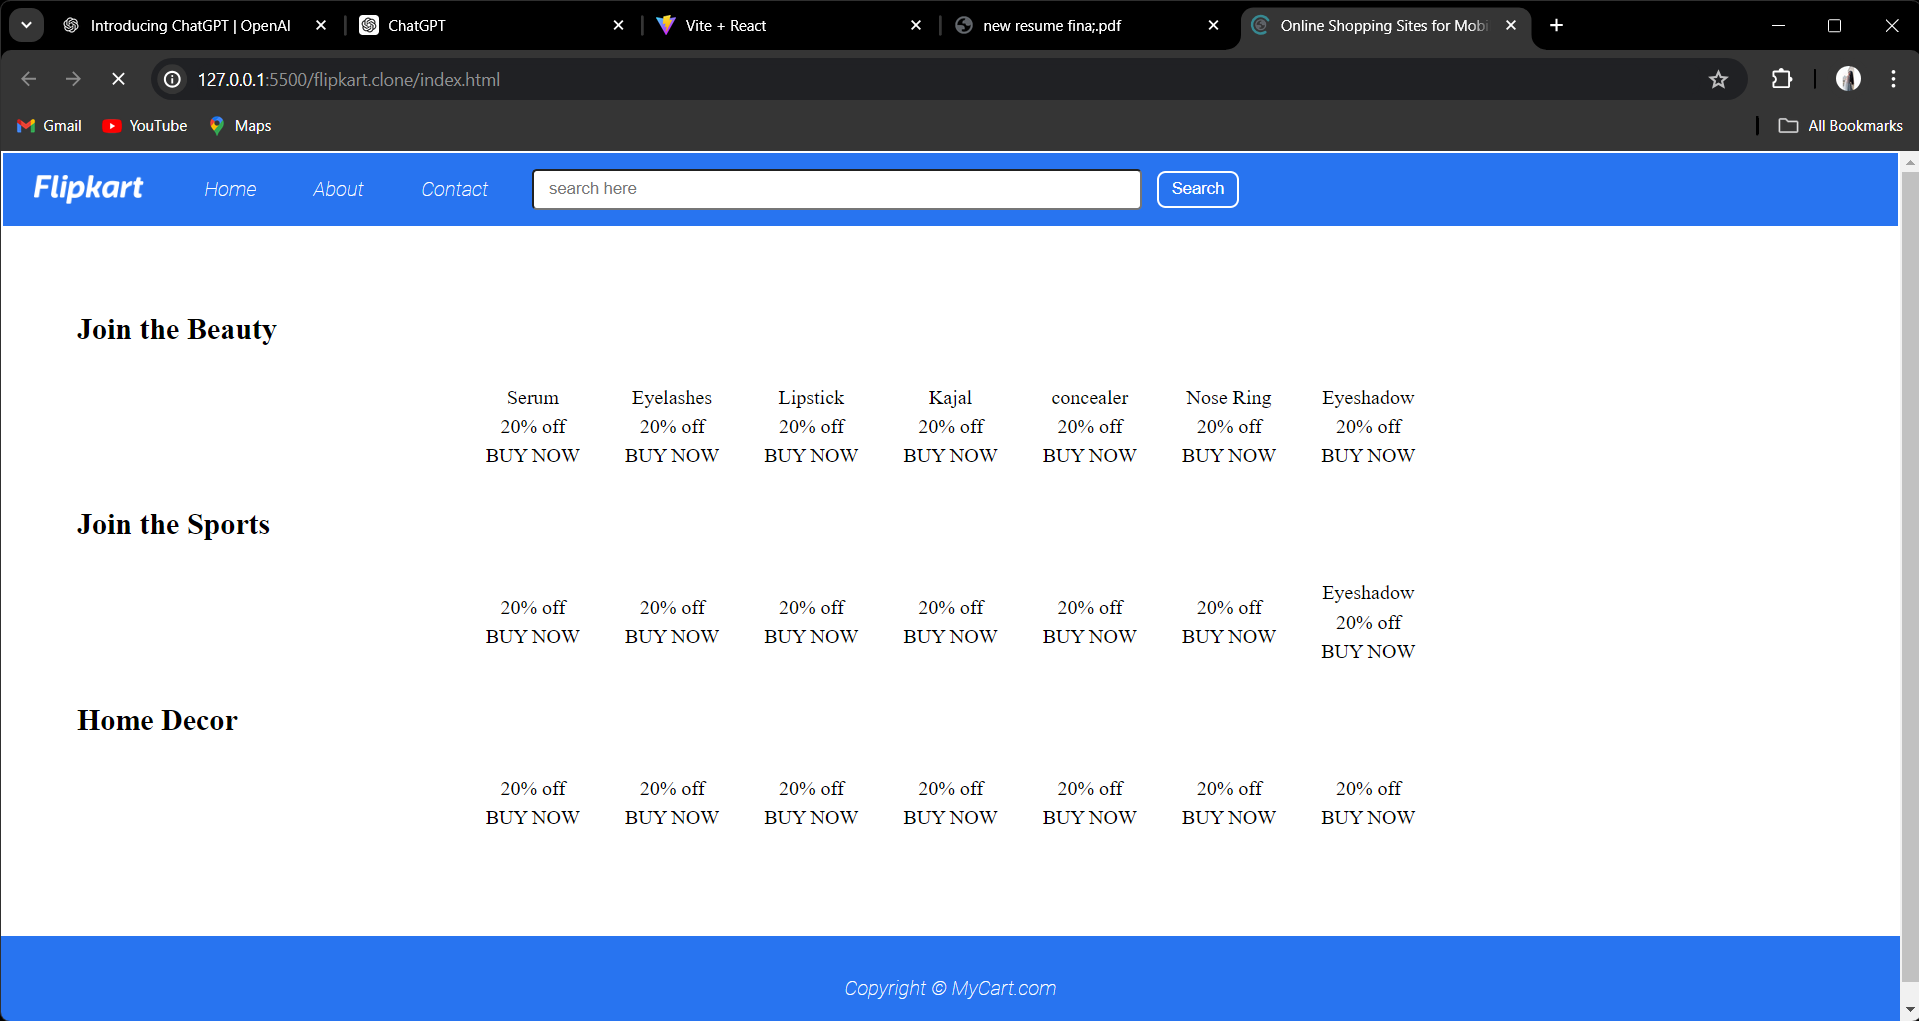 Introducing ChatGPT | OpenAI
ChatGPT
Vite + React
new resume fina;.pdf
Online Shopping Sites for Mobi
127.0.0.1:5500/flipkart.clone/index.html
Gmail YouTube Maps All Bookmarks
Flipkart Home About Contact search here Search
Join the Beauty
Serum Eyelashes Lipstick Kajal concealer Nose Ring Eyeshadow
20% off 20% off 20% off 20% off 20% off 20% off 20% off
BUY NOW BUY NOW BUY NOW BUY NOW BUY NOW BUY NOW BUY NOW
Join the Sports
Eyeshadow
20% off 20% off 20% off 20% off 20% off 20% off 20% off
BUY NOW BUY NOW BUY NOW BUY NOW BUY NOW BUY NOW BUY NOW
Home Decor
20% off 20% off 20% off 20% off 20% off 20% off 20% off
BUY NOW BUY NOW BUY NOW BUY NOW BUY NOW BUY NOW BUY NOW
Copyright © MyCart.com